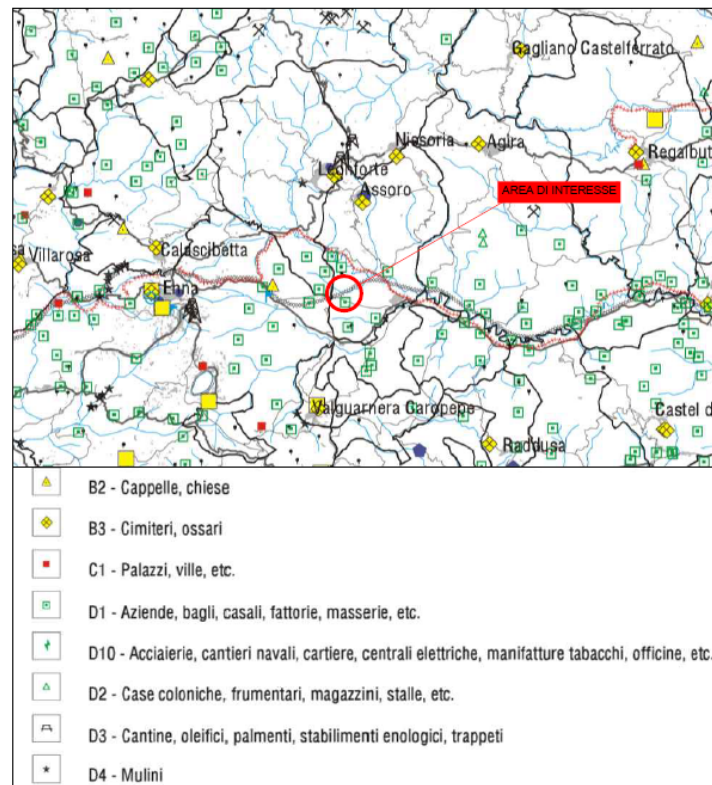 Gagliano Castelferrato
Nissoria
Agira
Regalbut
Leonforte
Assoro
AREA DI INTERESSE
Villarosa
Calascibetta
Enna
Valguarnera Caropepe
Raddusa
Castel d
B2 - Cappelle, chiese
B3 - Cimiteri, ossari
C1 - Palazzi, ville, etc.
D1 - Aziende, bagli, casali, fattorie, masserie, etc.
D10 - Acciaierie, cantieri navali, cartiere, centrali elettriche, manifatture tabacchi, officine, etc.
D2 - Case coloniche, frumentari, magazzini, stalle, etc.
D3 - Cantine, oleifici, palmenti, stabilimenti enologici, trappeti
D4 - Mulini